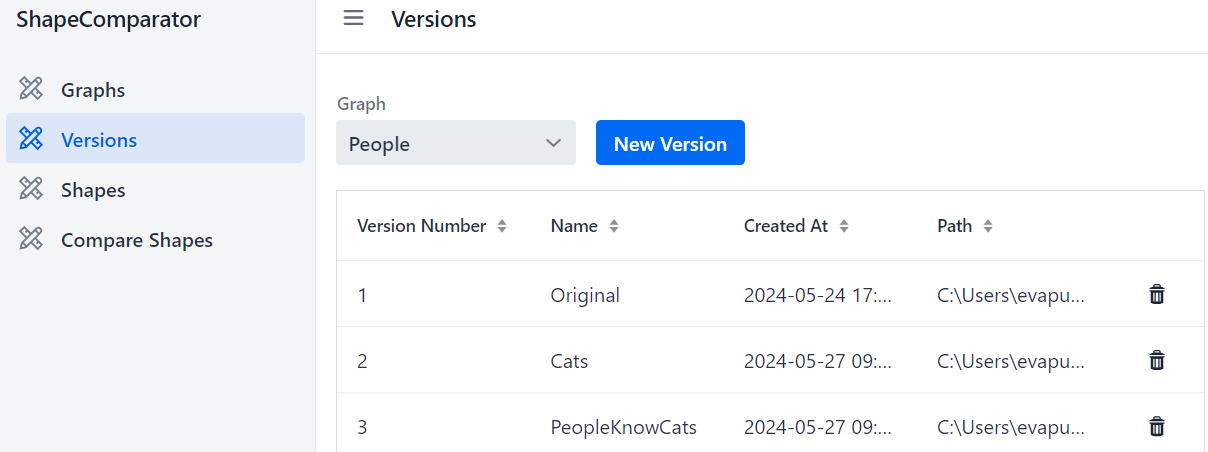 ShapeComparator
Versions
Graphs
Versions
Shapes
Compare Shapes
Graph
People
New Version
Version Number Name Created At Path
1 Original 2024-05-24 17:... C:\Users\evapu...
2 Cats 2024-05-27 09:... C:\Users\evapu...
3 PeopleKnowCats 2024-05-27 09:... C:\Users\evapu...